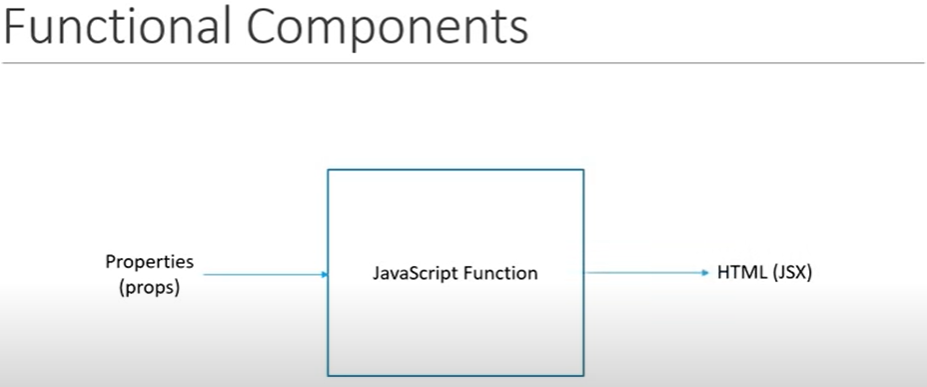 Functional Components
Properties
(props)
JavaScript Function
HTML (JSX)